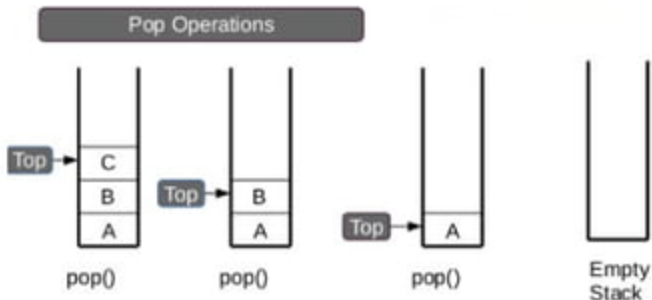 Pop Operations
Top
C
B
A
pop()
Top
B
A
pop()
Top
A
pop()
Empty
Stack